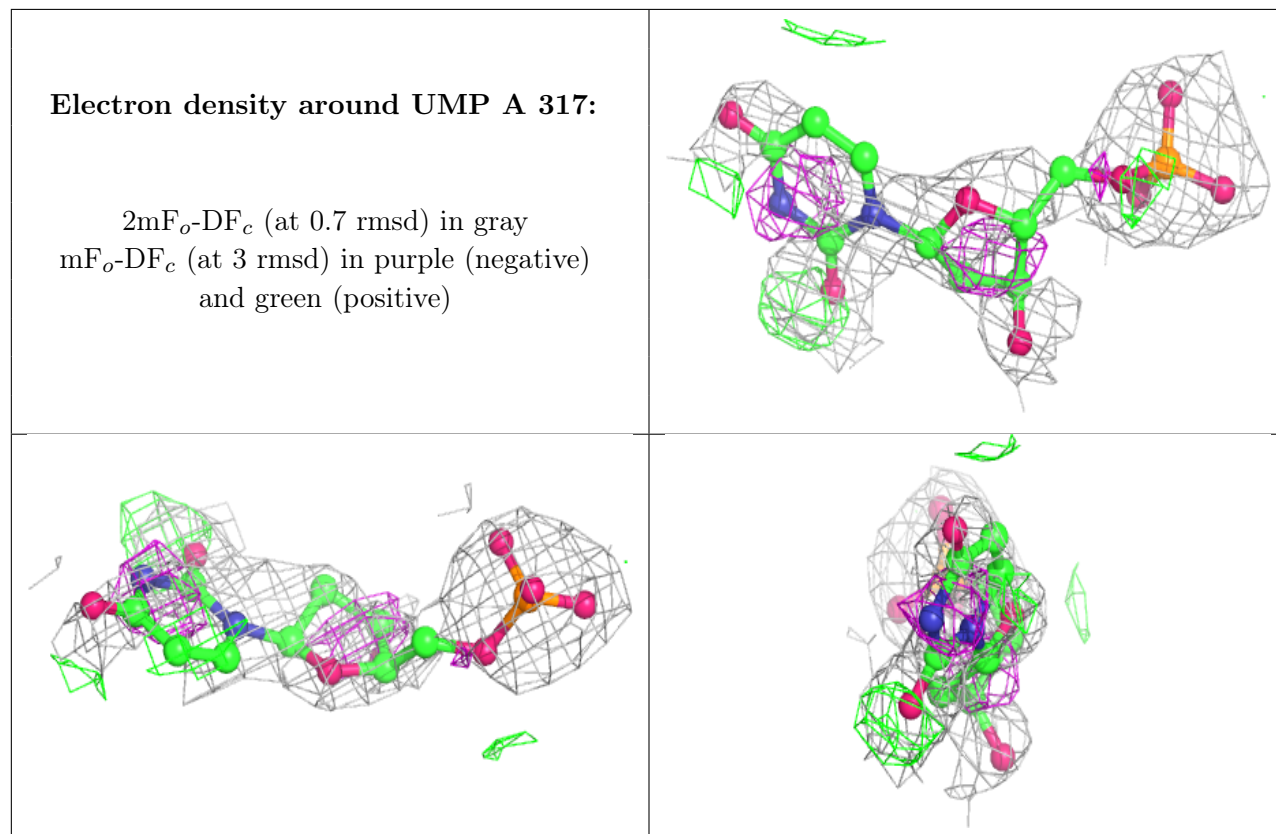 Electron density around UMP A 317:
2mFo-DFc (at 0.7 rmsd) in gray
mFo-DFc (at 3 rmsd) in purple (negative)
and green (positive)